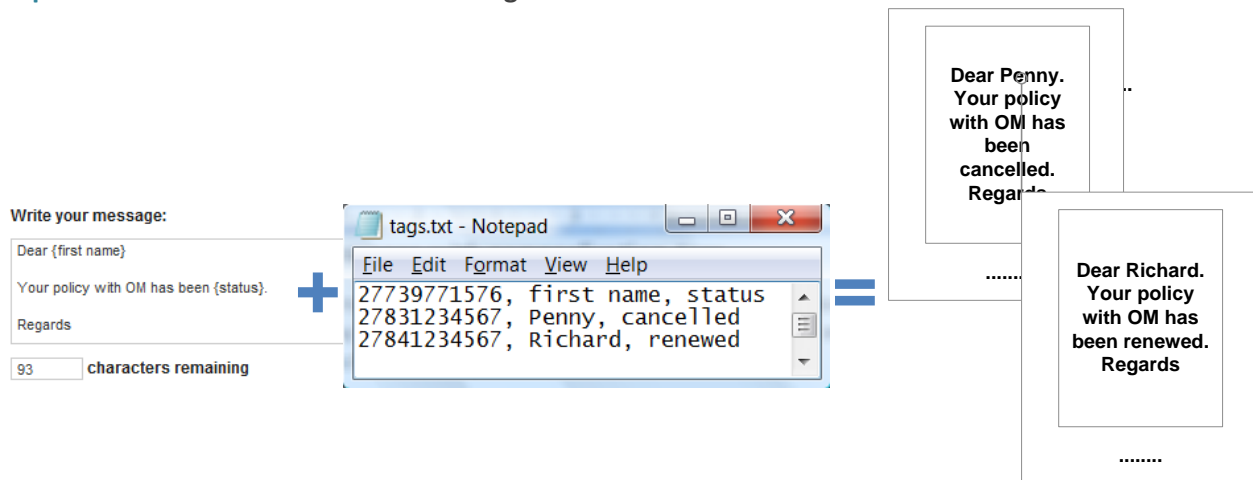 Write your message:
Dear {first name}
Your policy with OM has been {status}.
Regards
93 characters remaining
tags.txt - Notepad
File Edit Format View Help
27739771576, first name, status
27831234567, Penny, cancelled
27841234567, Richard, renewed
Dear Penny.
Your policy
with OM has
been
cancelled.
Regards
........
Dear Richard.
Your policy
with OM has
been renewed.
Regards
........